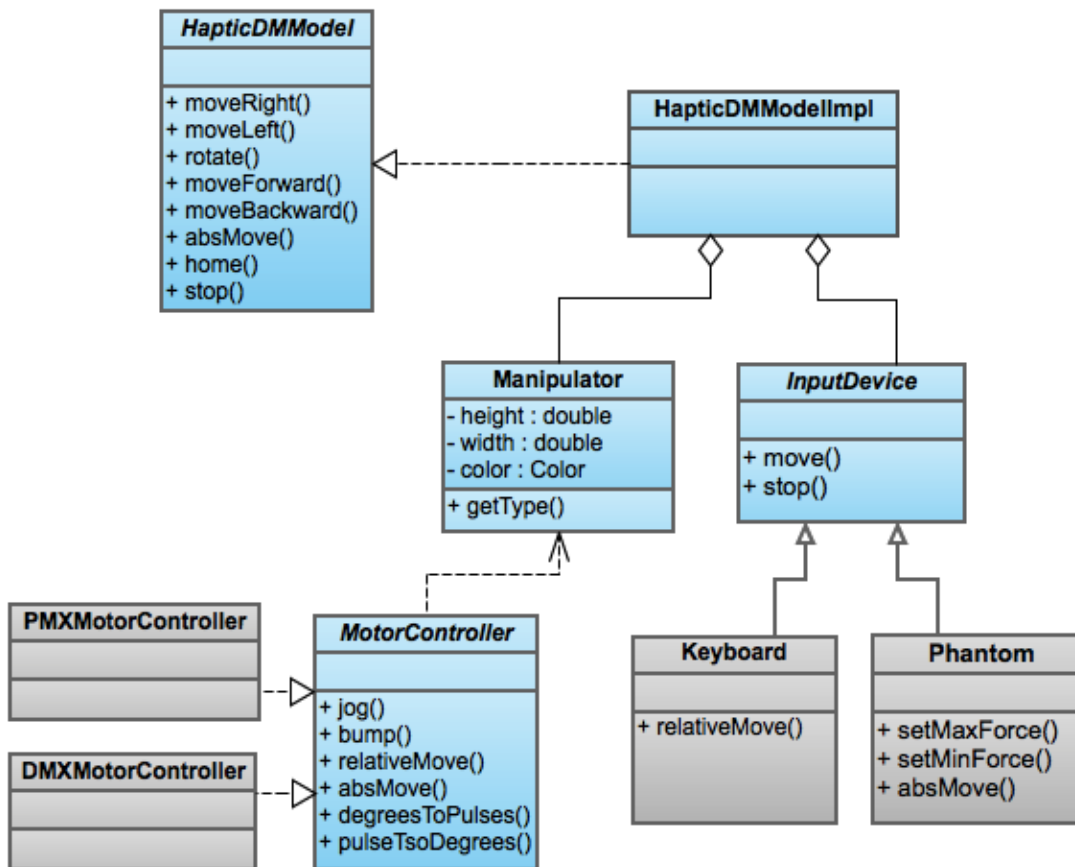 HapticDMModel
+ moveRight()
+ moveLeft()
+ rotate()
+ moveForward()
+ moveBackward()
+ absMove()
+ home()
+ stop()
HapticDMModelImpl
Manipulator
- height : double
- width : double
- color : Color
+ getType()
InputDevice
+ move()
+ stop()
PMXMotorController
DMXMotorController
MotorController
+ jog()
+ bump()
+ relativeMove()
+ absMove()
+ degreesToPulses()
+ pulseTsoDegrees()
Keyboard
+ relativeMove()
Phantom
+ setMaxForce()
+ setMinForce()
+ absMove()